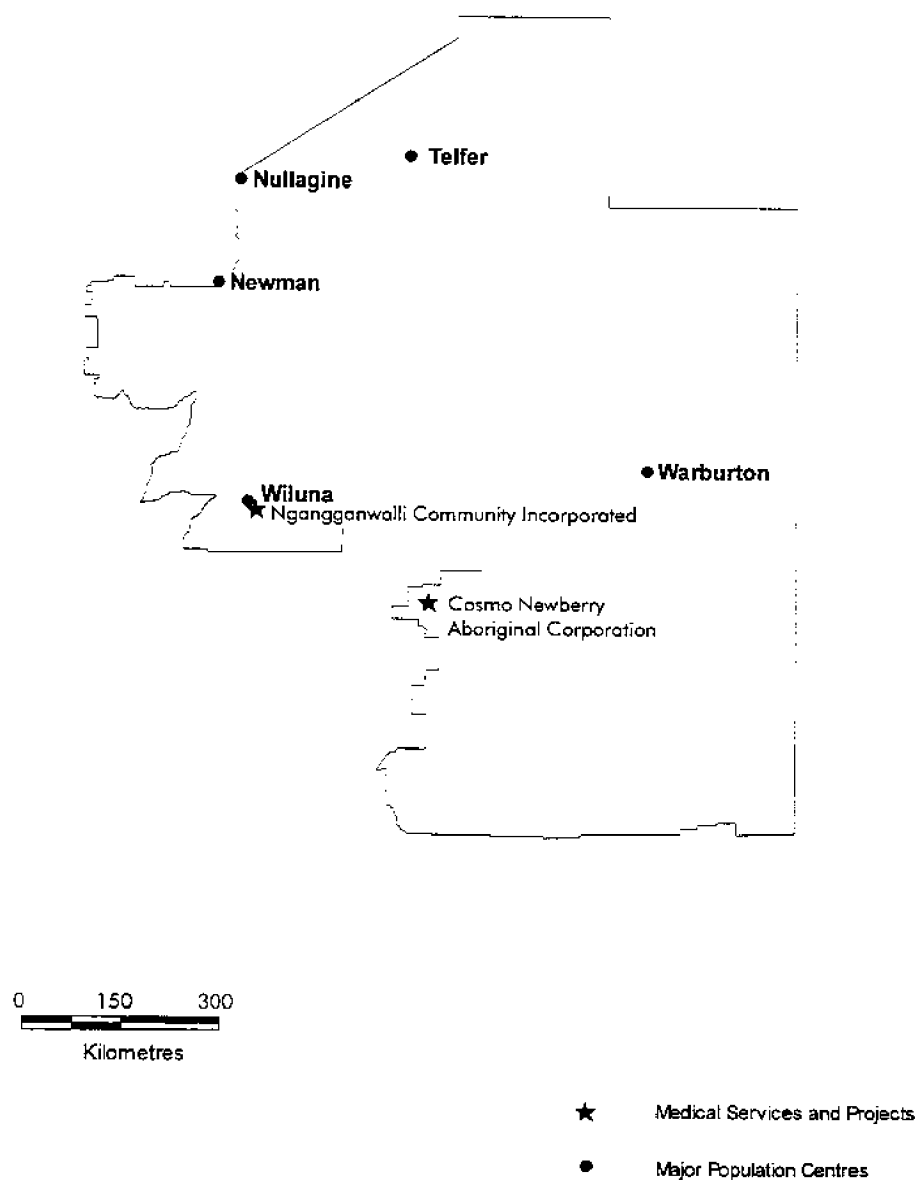 Telfer
Nullagine
Newman
Warburton
Wiluna
Ngangganwalli Community Incorporated
Cosmo Newberry
Aboriginal Corporation
0 150 300
Kilometres
Medical Services and Projects
Major Population Centres